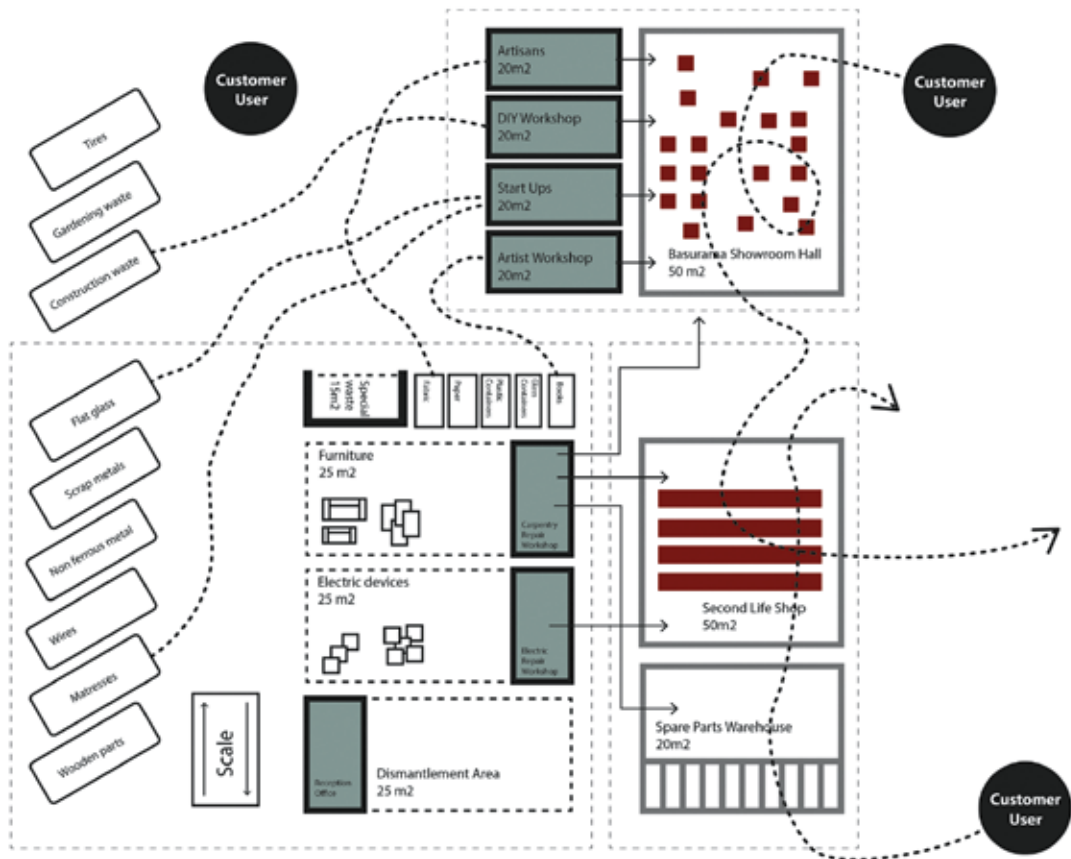 Customer
User
Artisans
20m2
Customer
User
Tires
DIY Workshop
20m2
Gardening waste
Start Ups
20m2
Construction waste
Artist Workshop
20m2
Basurama Showroom Hall
50 m2
Flat glass
Scrap metals
Non ferrous metal
Wires
Matresses
Wooden parts
Special
waste
15m2
Fabric
Paper
Plastic
Containers
Glass
Containers
Books
Furniture
25 m2
Carpentry
Repair
Workshop
Electric devices
25 m2
Electric
Repair
Workshop
Second Life Shop
50m2
Scale
Reception
Office
Dismantlement Area
25 m2
Spare Parts Warehouse
20m2
Customer
User